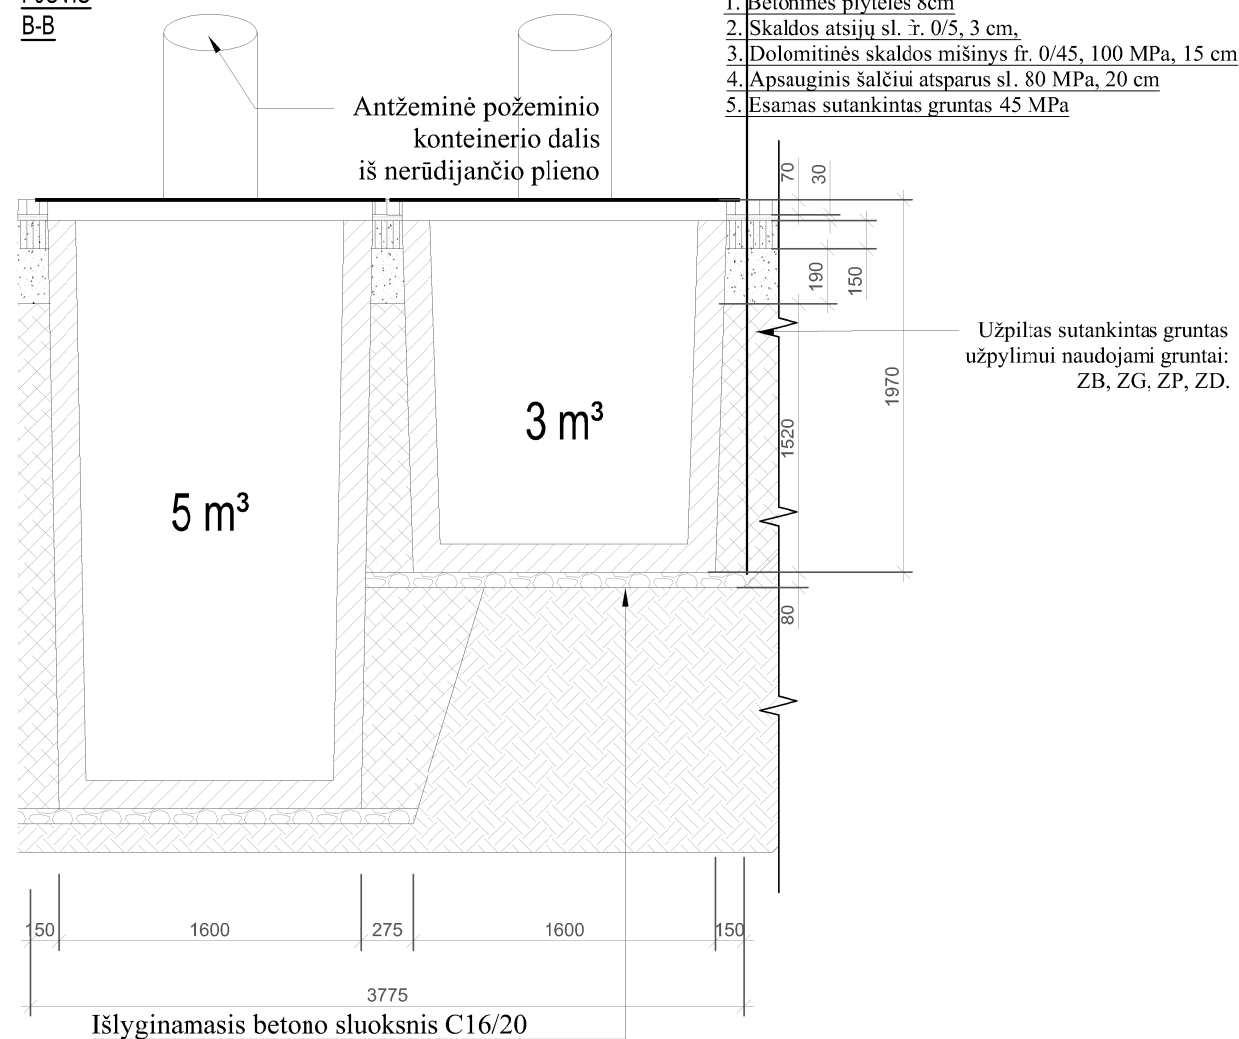 B-B
1. Betoninės plytelės 8cm
2. Skaldos atsijų sl. fr. 0/5, 3 cm,
3. Dolomitinės skaldos mišinys fr. 0/45, 100 MPa, 15 cm
4. Apsauginis šalčiui atsparus sl. 80 MPa, 20 cm
5. Esamas sutankintas gruntas 45 MPa
Antžeminė požeminio
konteinerio dalis
iš nerūdijančio plieno
70
30
190
150
Užpiltas sutankintas gruntas
užpylimui naudojami gruntai:
ZB, ZG, ZP, ZD.
1970
1520
3 m³
5 m³
80
150
1600
275
1600
150
3775
Išlyginamasis betono sluoksnis C16/20